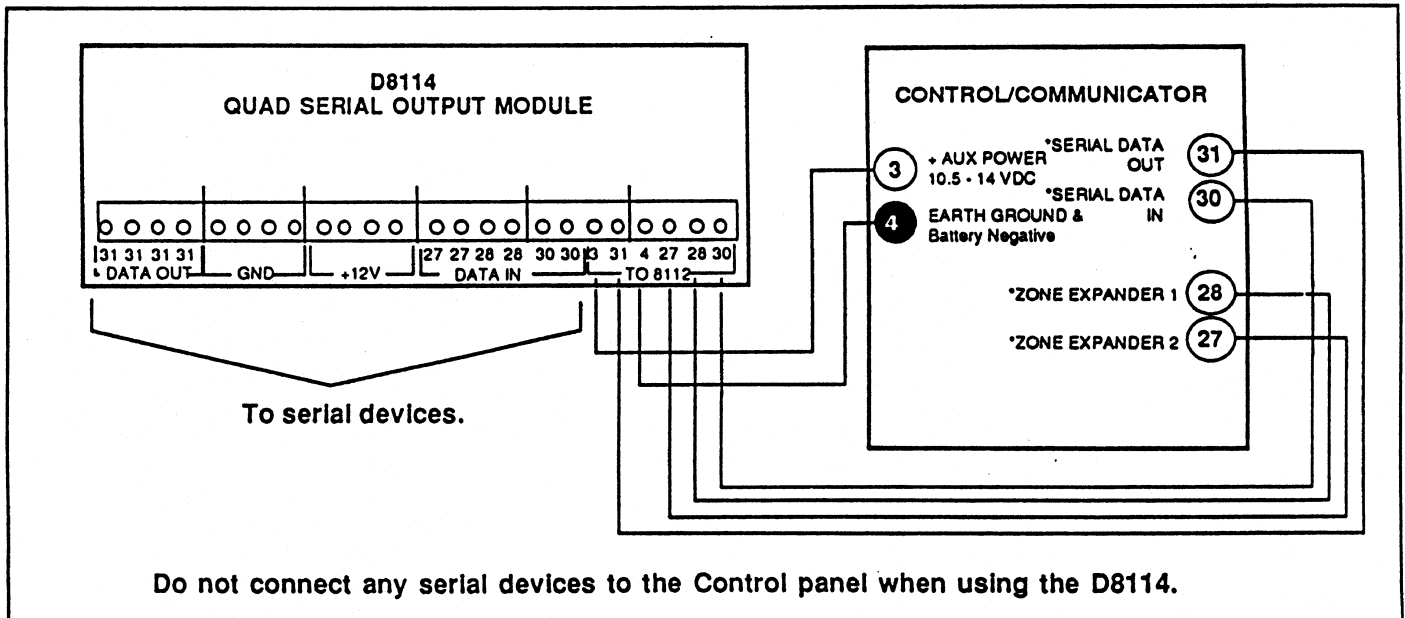 D8114
QUAD SERIAL OUTPUT MODULE
31 31 31 31 27 27 28 28 30 30 3 31 4 27 28 30
DATA OUT GND +12V DATA IN TO 8112
To serial devices.
CONTROL/COMMUNICATOR
3
+ AUX POWER
10.5 - 14 VDC
4
EARTH GROUND &
Battery Negative
*SERIAL DATA
OUT
31
*SERIAL DATA
IN
30
*ZONE EXPANDER 1
28
*ZONE EXPANDER 2
27
Do not connect any serial devices to the Control panel when using the D8114.